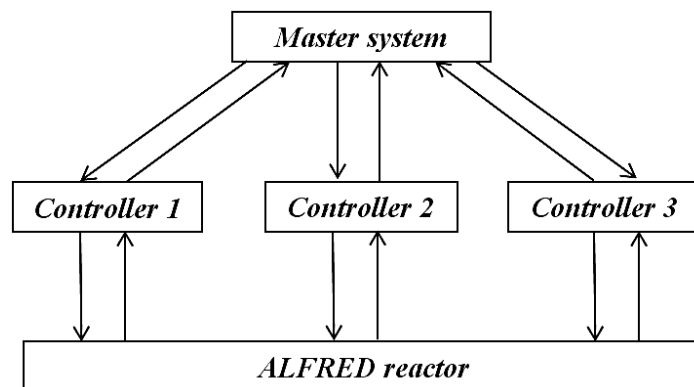 Master system
Controller 1
Controller 2
Controller 3
ALFRED reactor